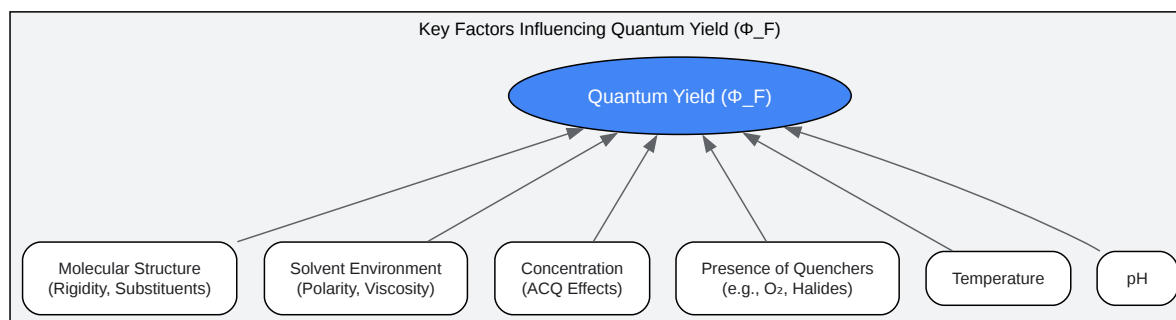 Key Factors Influencing Quantum Yield (Φ_F)
Quantum Yield (Φ_F)
Molecular Structure
(Rigidity, Substituents)
Solvent Environment
(Polarity, Viscosity)
Concentration
(ACQ Effects)
Presence of Quenchers
(e.g., O₂, Halides)
Temperature
pH